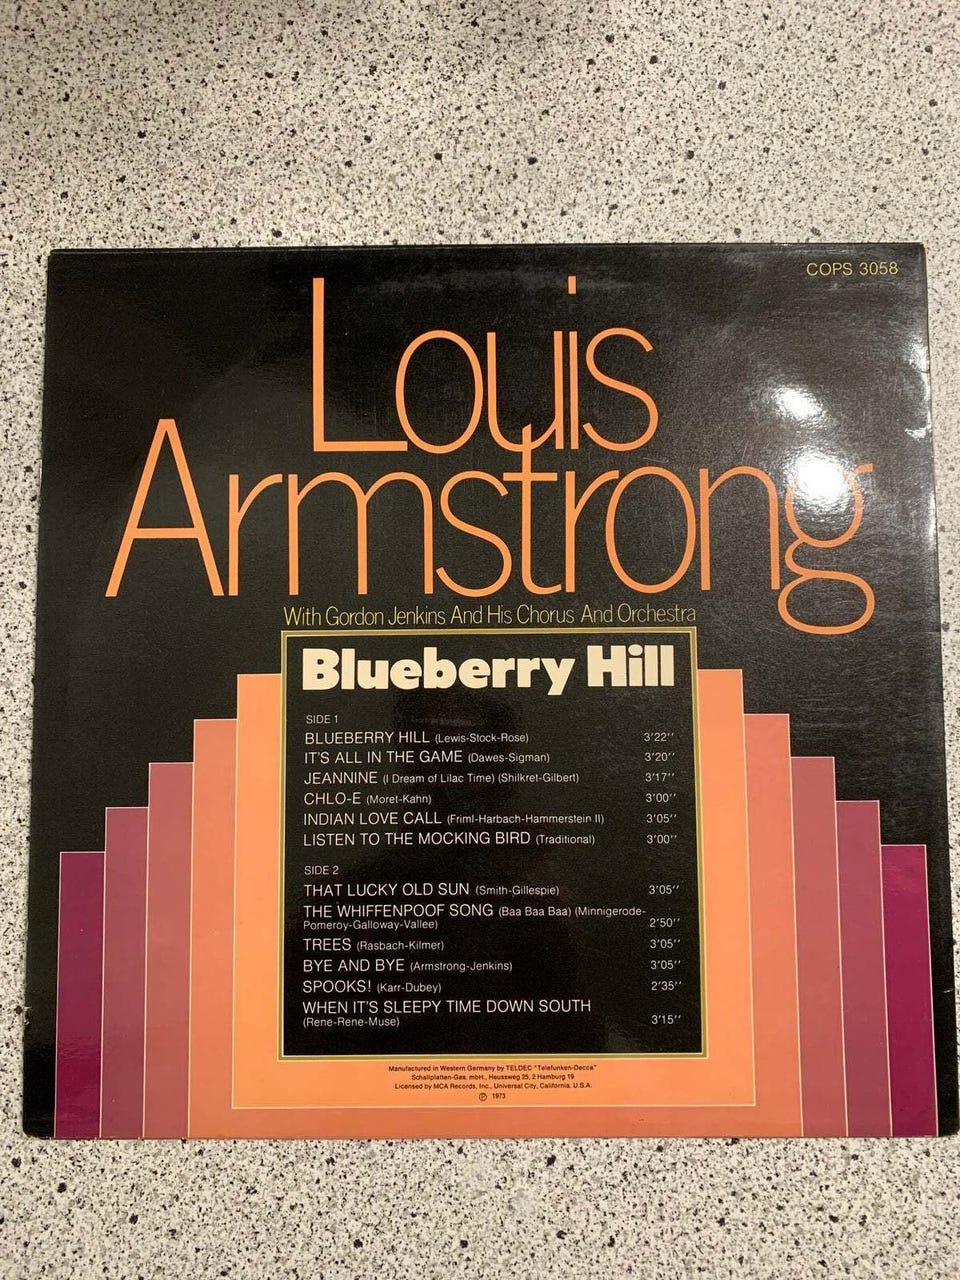 COPS 3058
Louis
Armstrong
With Gordon Jenkins And His Chorus And Orchestra
Blueberry Hill
SIDE 1
BLUEBERRY HILL (Lewis-Stock-Rose) 3'22''
IT'S ALL IN THE GAME (Dawes-Sigman) 3'20''
JEANNINE (I Dream of Lilac Time) (Shilkret-Gilbert) 3'17''
CHLO-E (Moret-Kahn) 3'00''
INDIAN LOVE CALL (Friml-Harbach-Hammerstein II) 3'05''
LISTEN TO THE MOCKING BIRD (Traditional) 3'00''
SIDE 2
THAT LUCKY OLD SUN (Smith-Gillespie) 3'05''
THE WHIFFENPOOF SONG (Baa Baa Baa) (Minnigerode-
Pomeroy-Galloway-Vallee) 2'50''
TREES (Rasbach-Kilmer) 3'05''
BYE AND BYE (Armstrong-Jenkins) 3'05''
SPOOKS! (Karr-Dubey) 2'35''
WHEN IT'S SLEEPY TIME DOWN SOUTH
(Rene-Rene-Muse) 3'15''
Manufactured in Western Germany by TELDEC "Telefunken-Decca"
Schallplatten-Ges. mbH., Heussweg 25, 2 Hamburg 19
Licensed by MCA Records, Inc., Universal City, California. U.S.A.
℗ 1973